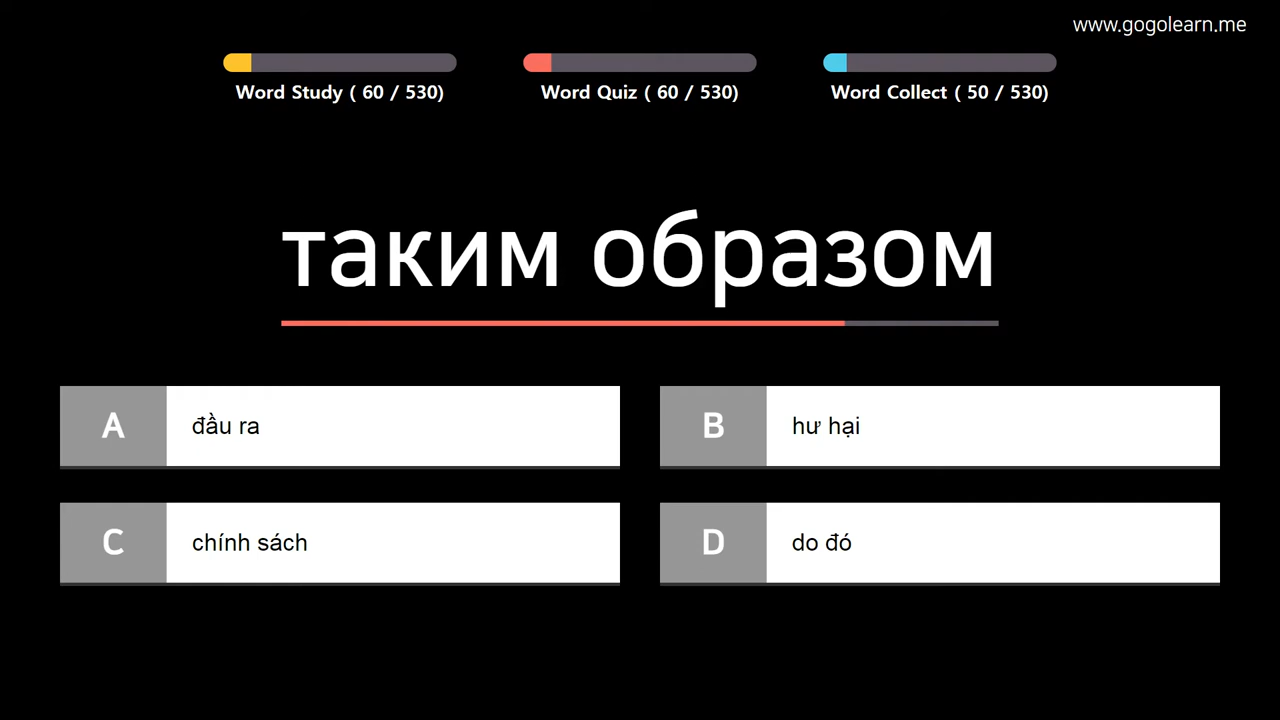 www.gogolearn.me
Word Study ( 60 / 530)
Word Quiz ( 60 / 530)
Word Collect ( 50 / 530)
таким образом
A đầu ra
B hư hại
C chính sách
D do đó